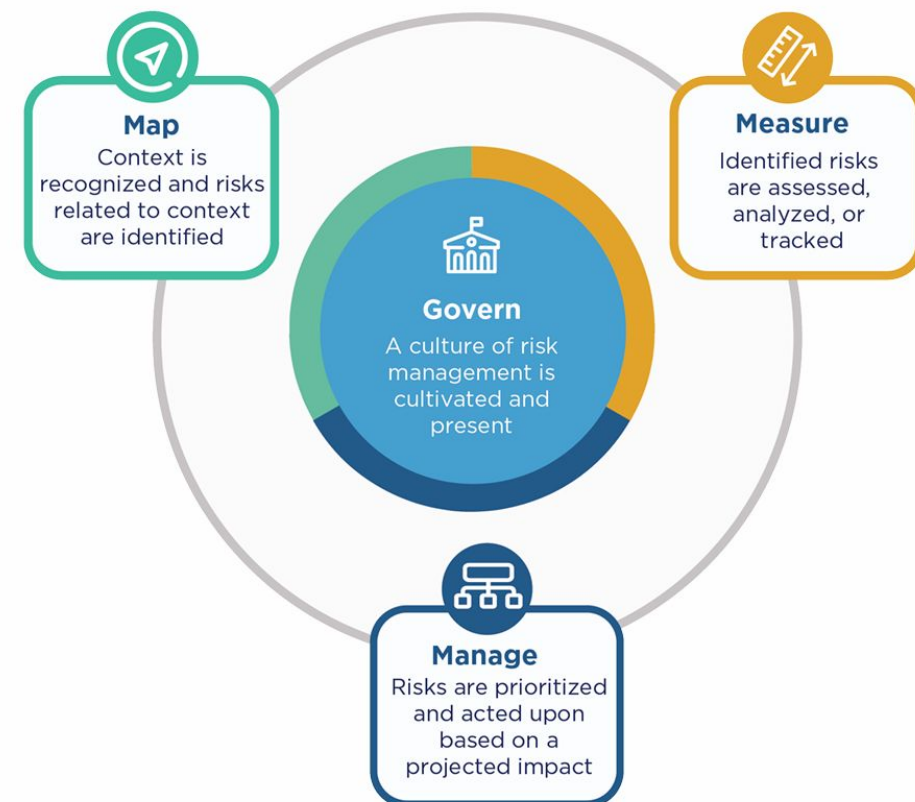 Map
Context is
recognized and risks
related to context
are identified
Measure
Identified risks
are assessed,
analyzed, or
tracked
Govern
A culture of risk
management is
cultivated and
present
Manage
Risks are prioritized
and acted upon
based on a
projected impact